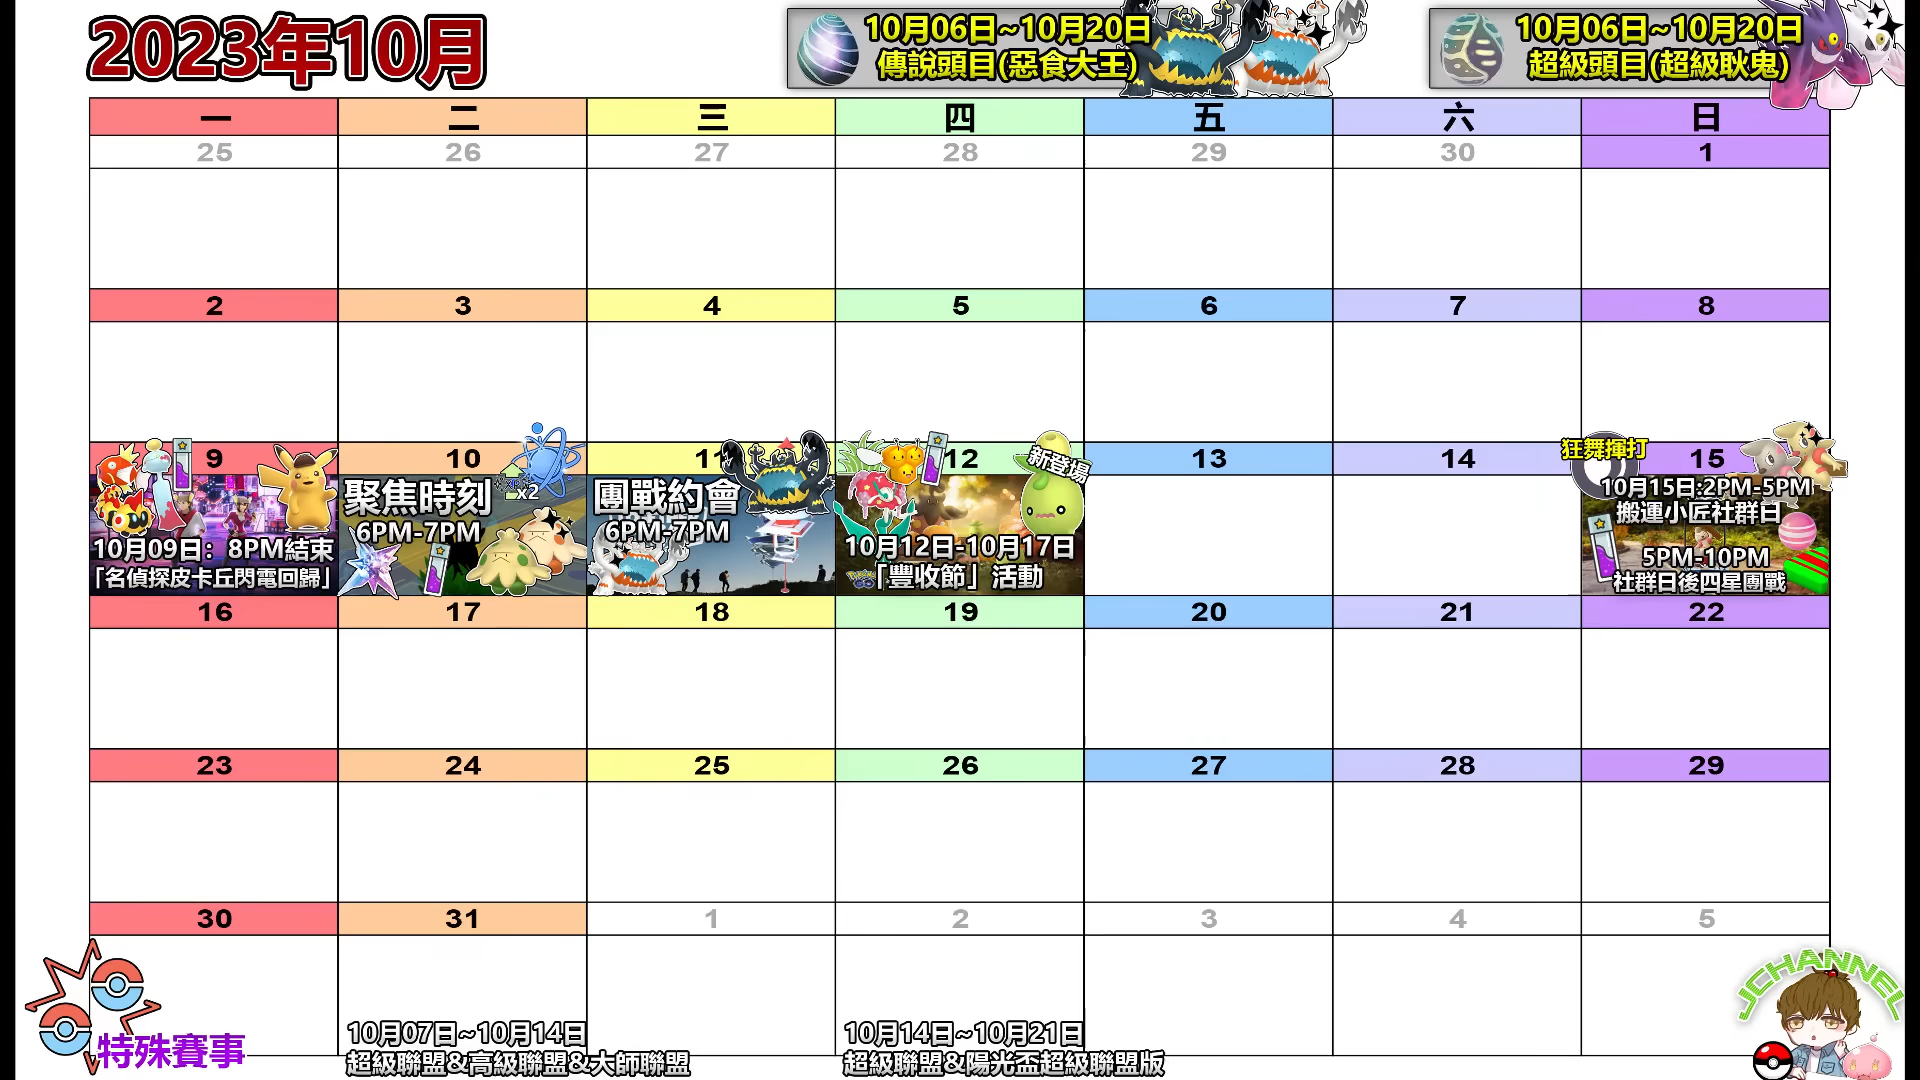 2023年10月
10月06日~10月20日
傳說頭目(惡食大王)
10月06日~10月20日
超級頭目(超級耿鬼)
一 二 三 四 五 六 日
25 26 27 28 29 30 1
2 3 4 5 6 7 8
9 10 11 12 13 14 15
10月09日：8PM結束
「名偵探皮卡丘閃電回歸」
x2
聚焦時刻
6PM-7PM
團戰約會
6PM-7PM
新登場
10月12日-10月17日
「豐收節」活動
狂舞揮打
10月15日:2PM-5PM
搬運小匠社群日
5PM-10PM
社群日後四星團戰
16 17 18 19 20 21 22
23 24 25 26 27 28 29
30 31 1 2 3 4 5
特殊賽事
10月07日~10月14日
超級聯盟&高級聯盟&大師聯盟
10月14日~10月21日
超級聯盟&陽光盃超級聯盟版
JCHANNEL